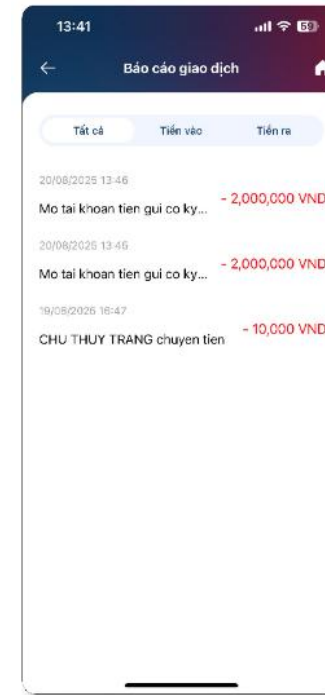 13:41
Báo cáo giao dịch
Tất cả Tiền vào Tiền ra
20/08/2025 13:46
Mo tai khoan tien gui co ky... - 2,000,000 VND
20/08/2025 13:46
Mo tai khoan tien gui co ky... - 2,000,000 VND
19/08/2025 16:47
CHU THUY TRANG chuyen tien - 10,000 VND